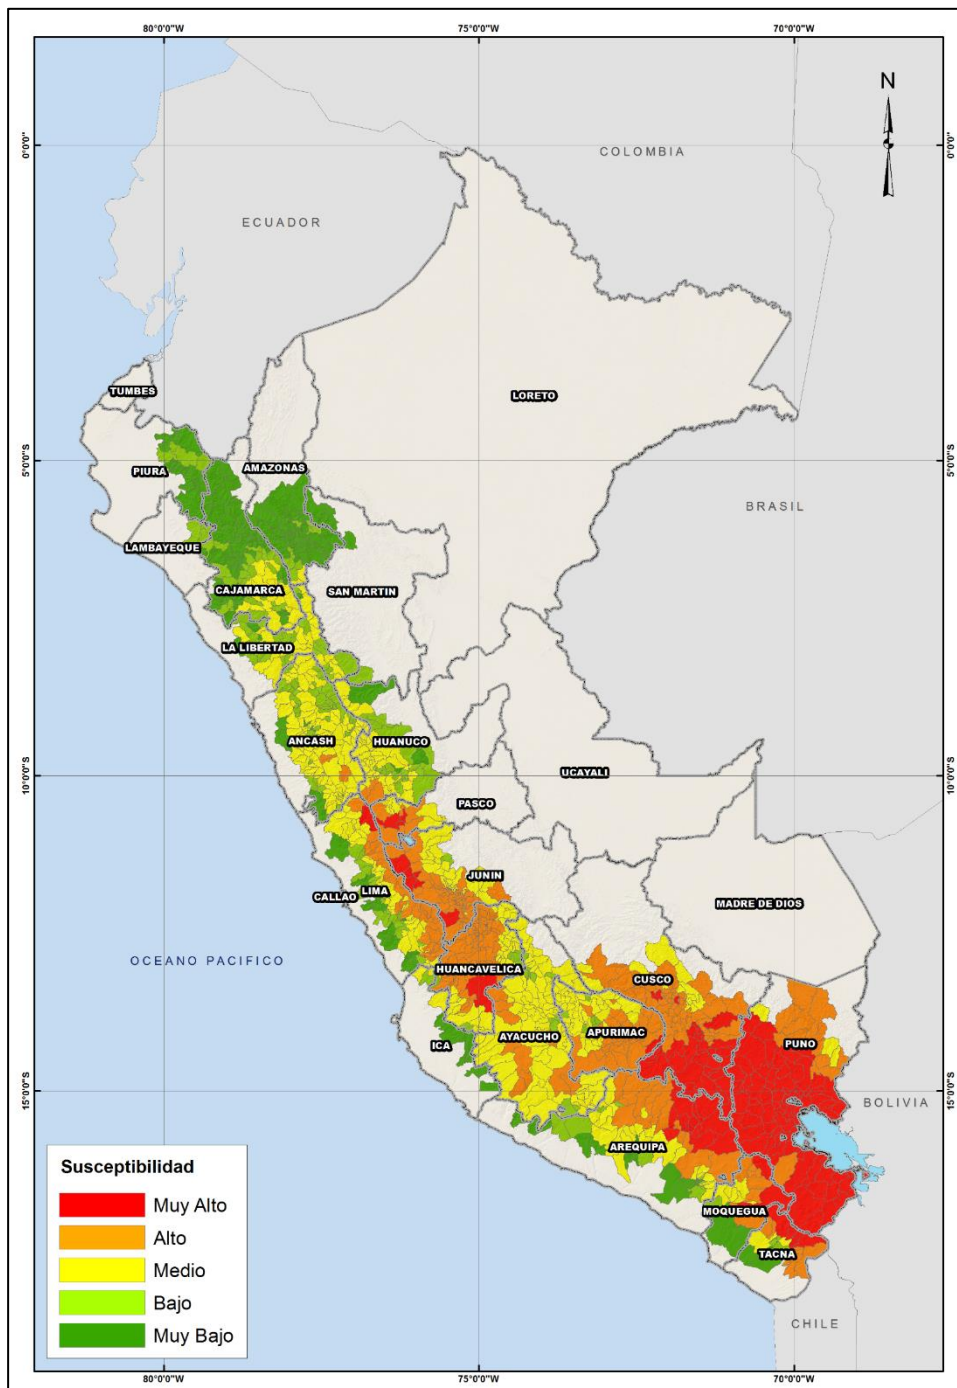 80°0'0"W 75°0'0"W 70°0'0"W
N
0°0'0" 0°0'0"
COLOMBIA
ECUADOR
TUMBES
LORETO
5°0'0"S 5°0'0"S
PIURA
AMAZONAS
BRASIL
LAMBAYEQUE
CAJAMARCA
SAN MARTIN
LA LIBERTAD
ANCASH
HUANUCO
UCAYALI
10°0'0"S 10°0'0"S
PASCO
JUNIN
CALLAO
LIMA
MADRE DE DIOS
OCEANO PACIFICO
HUANCAVELICA
CUSCO
ICA
AYACUCHO
APURIMAC
PUNO
15°0'0"S 15°0'0"S
BOLIVIA
AREQUIPA
MOQUEGUA
TACNA
CHILE
Susceptibilidad
Muy Alto
Alto
Medio
Bajo
Muy Bajo
80°0'0"W 75°0'0"W 70°0'0"W